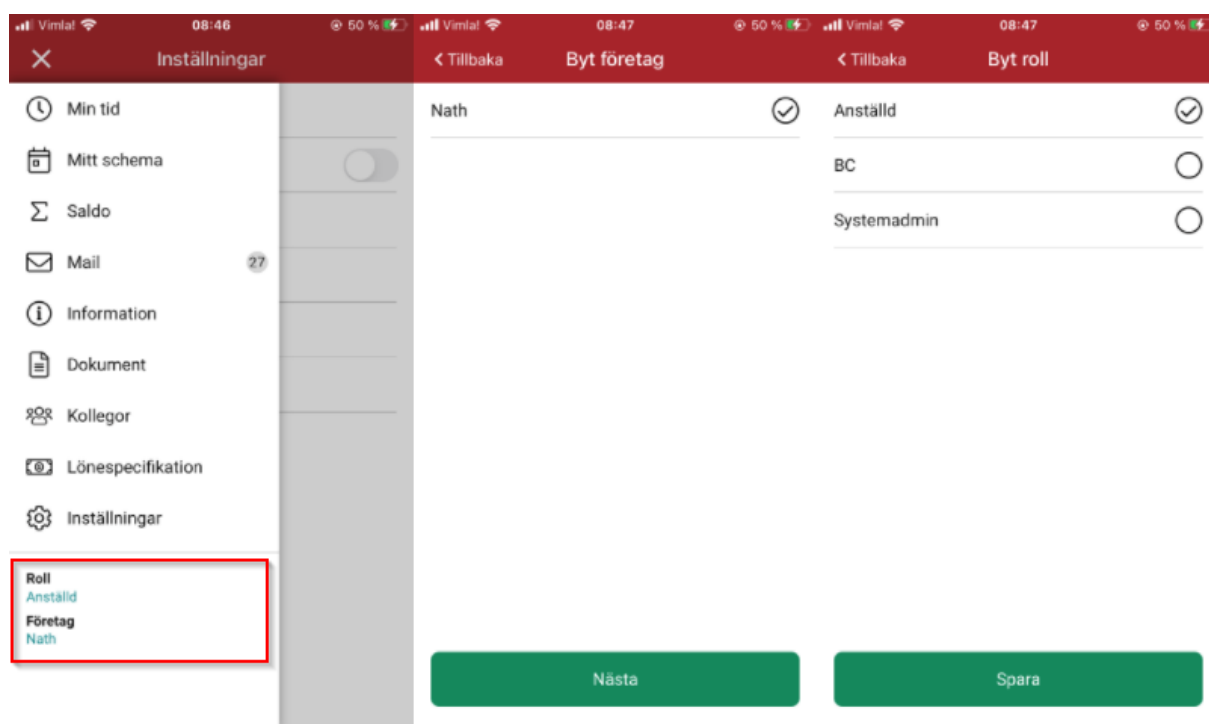 Vimla! 08:46 50 %
Inställningar
Min tid
Mitt schema
Saldo
Mail 27
Information
Dokument
Kollegor
Lönespecifikation
Inställningar
Roll
Anställd
Företag
Nath
Vimla! 08:47 50 %
Tillbaka Byt företag
Nath
Nästa
Vimla! 08:47 50 %
Tillbaka Byt roll
Anställd
BC
Systemadmin
Spara